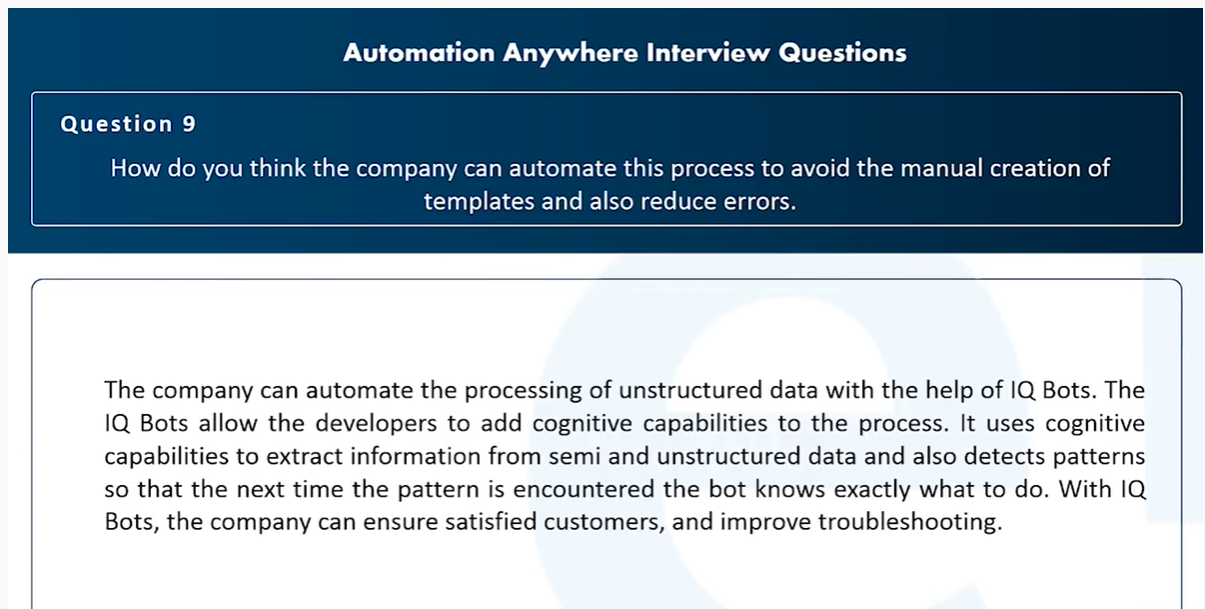 Automation Anywhere Interview Questions
Question 9
How do you think the company can automate this process to avoid the manual creation of
templates and also reduce errors.
The company can automate the processing of unstructured data with the help of IQ Bots. The
IQ Bots allow the developers to add cognitive capabilities to the process. It uses cognitive
capabilities to extract information from semi and unstructured data and also detects patterns
so that the next time the pattern is encountered the bot knows exactly what to do. With IQ
Bots, the company can ensure satisfied customers, and improve troubleshooting.